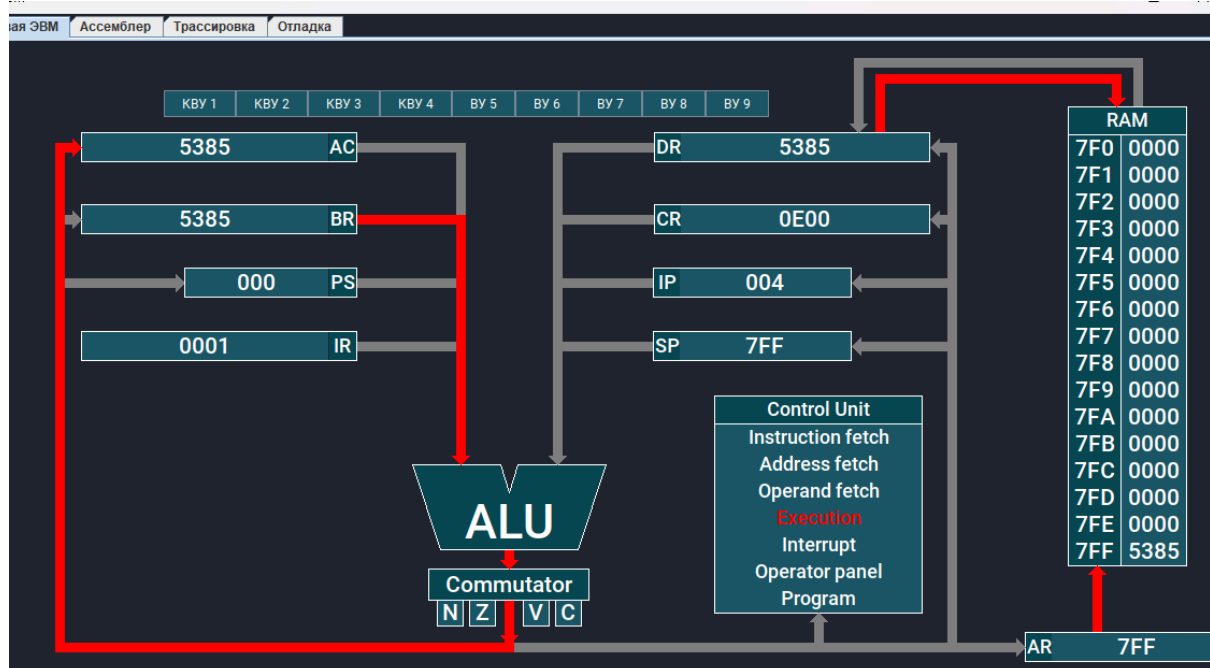 вая ЭВМ Ассемблер Трассировка Отладка
КВУ 1 КВУ 2 КВУ 3 КВУ 4 ВУ 5 ВУ 6 ВУ 7 ВУ 8 ВУ 9
5385 AC
5385 BR
000 PS
0001 IR
DR 5385
CR 0E00
IP 004
SP 7FF
RAM
7F0 0000
7F1 0000
7F2 0000
7F3 0000
7F4 0000
7F5 0000
7F6 0000
7F7 0000
7F8 0000
7F9 0000
7FA 0000
7FB 0000
7FC 0000
7FD 0000
7FE 0000
7FF 5385
Control Unit
Instruction fetch
Address fetch
Operand fetch
Execution
Interrupt
Operator panel
Program
ALU
Commutator
N Z V C
AR 7FF